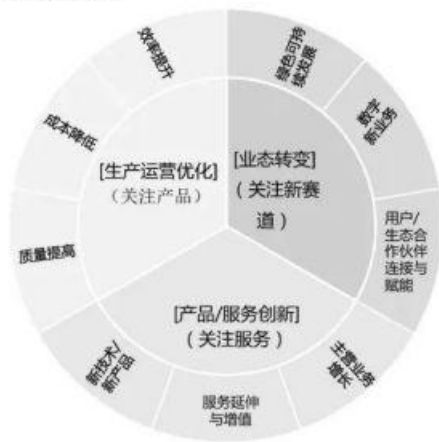 效率提升
成本降低
质量提高
[生产运营优化]
（关注产品）
绿色可持
续发展
数字
新业务
用户/
生态合
作伙伴
连接与
赋能
[业态转变]
（关注新赛
道）
[产品/服务创新]
（关注服务）
新技术/
新产品
服务延伸
与增值
主营业务
增长